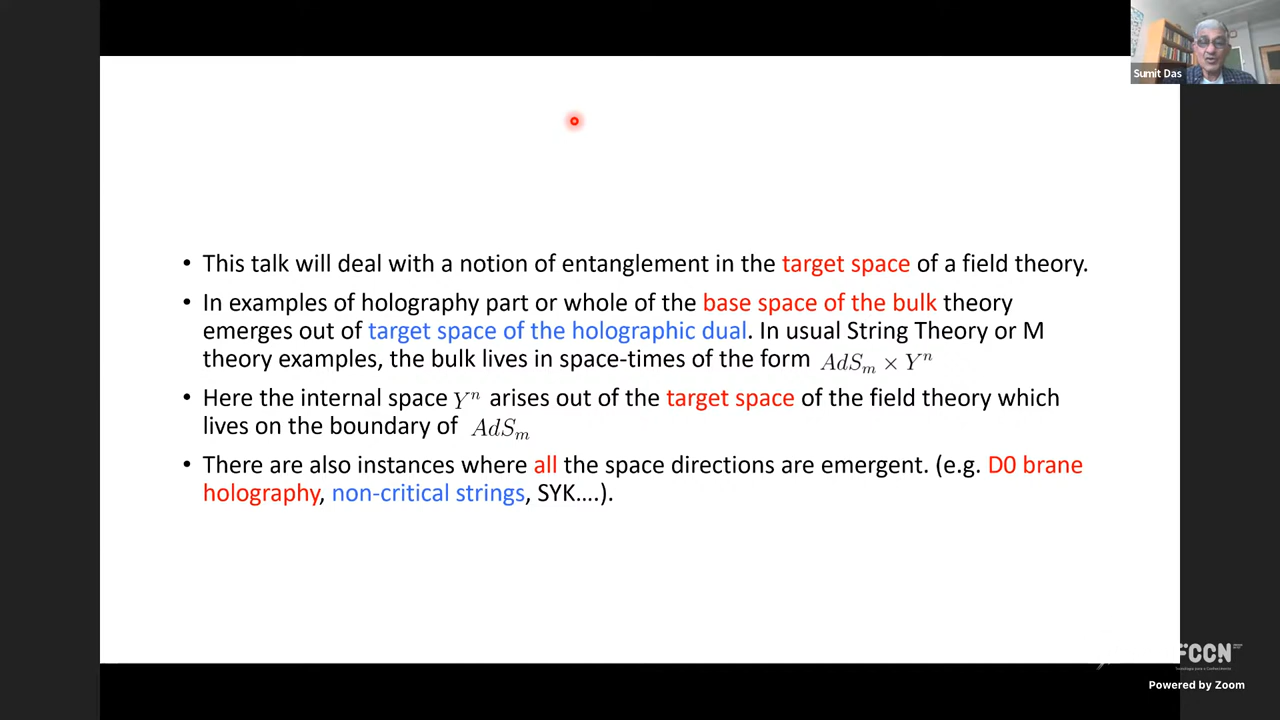 Sumit Das
• This talk will deal with a notion of entanglement in the target space of a field theory.
• In examples of holography part or whole of the base space of the bulk theory
emerges out of target space of the holographic dual. In usual String Theory or M
theory examples, the bulk lives in space-times of the form AdSₘ × Yⁿ
• Here the internal space Yⁿ arises out of the target space of the field theory which
lives on the boundary of AdSₘ
• There are also instances where all the space directions are emergent. (e.g. D0 brane
holography, non-critical strings, SYK....).
FCCN
Powered by Zoom